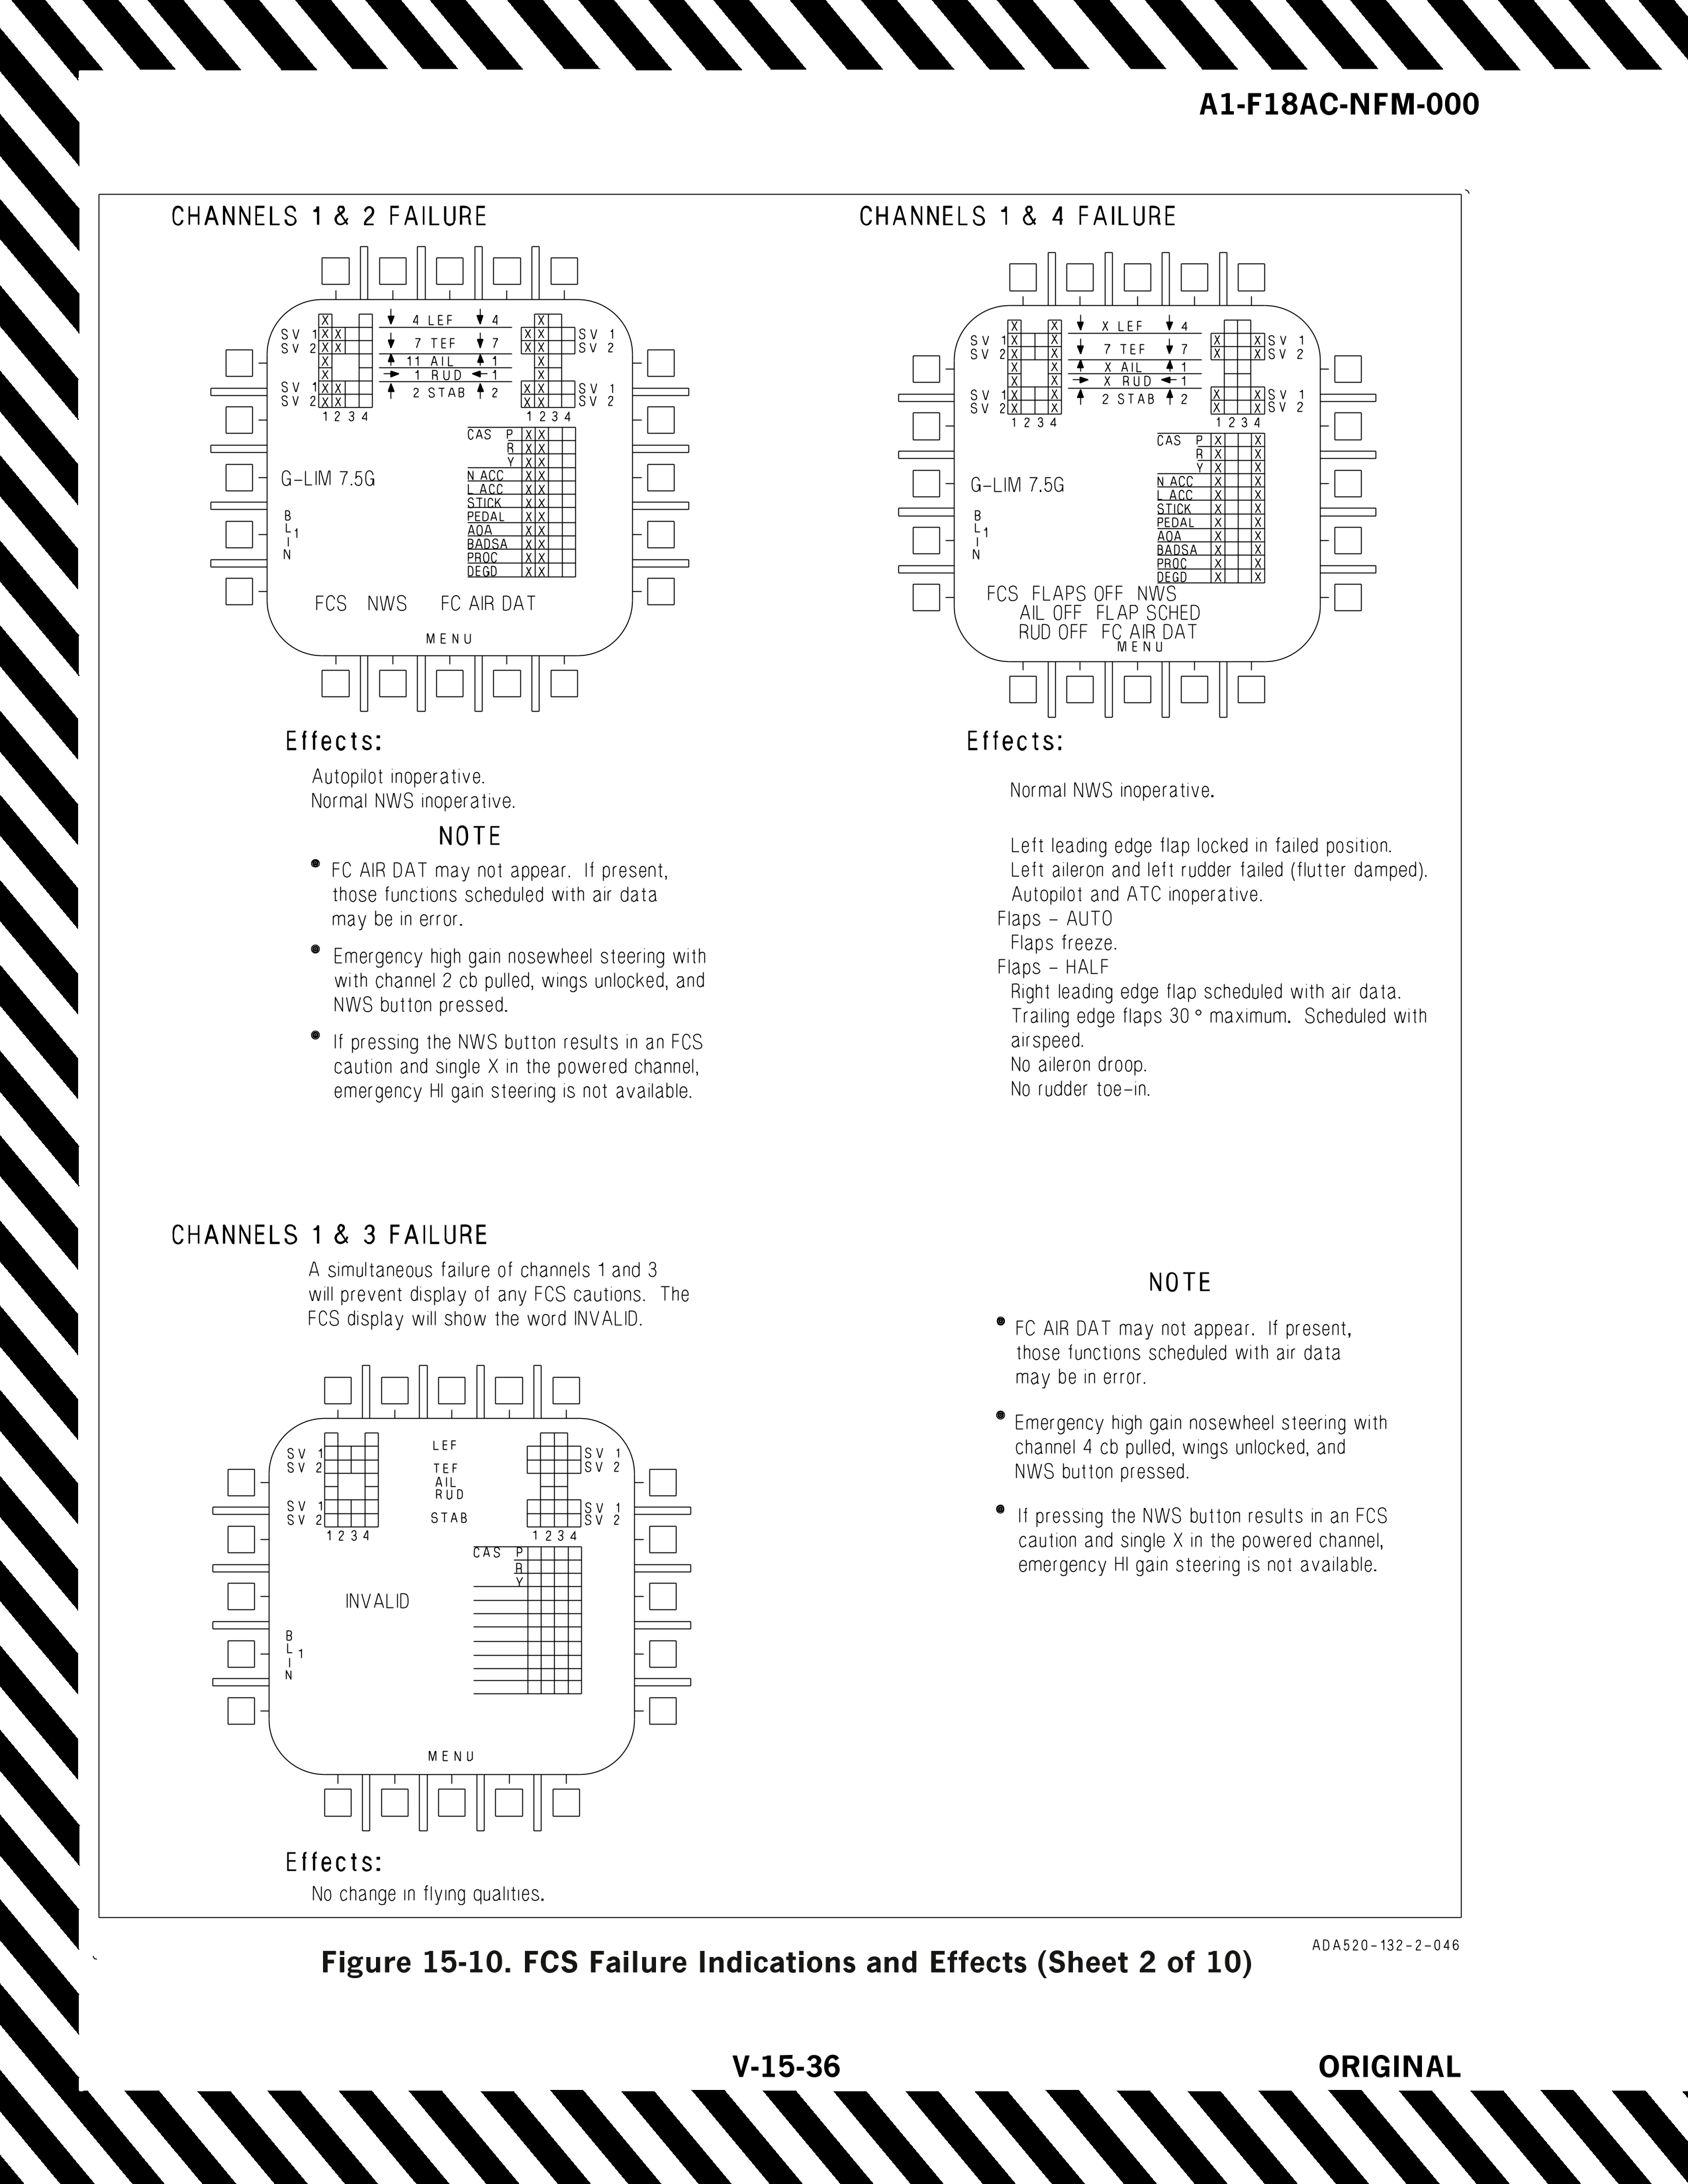 A1-F18AC-NFM-000
CHANNELS 1 & 2 FAILURE
X X
4 LEF 4
SV 1 X X X X SV 1
SV 2 X X X X SV 2
7 TEF 7
X 11 AIL 1 X
X 1 RUD 1 X
SV 1 X X X X SV 1
SV 2 X X 2 STAB 2 X X SV 2
1 2 3 4 1 2 3 4
CAS P X X
R X X
Y X X
G-LIM 7.5G
N ACC X X
L ACC X X
STICK X X
PEDAL X X
AOA X X
BADSA X X
PROC X X
DEGD X X
BLIN 1
FCS NWS FC AIR DAT
MENU
Effects:
Autopilot inoperative.
Normal NWS inoperative.
NOTE
• FC AIR DAT may not appear. If present,
those functions scheduled with air data
may be in error.
• Emergency high gain nosewheel steering with
with channel 2 cb pulled, wings unlocked, and
NWS button pressed.
• If pressing the NWS button results in an FCS
caution and single X in the powered channel,
emergency HI gain steering is not available.
CHANNELS 1 & 4 FAILURE
X X X LEF 4
SV 1 X X X X SV 1
SV 2 X X 7 TEF 7 X X SV 2
X X X AIL 1
X X X RUD 1
SV 1 X X X X SV 1
SV 2 X X 2 STAB 2 X X SV 2
1 2 3 4 1 2 3 4
CAS P X X
R X X
Y X X
G-LIM 7.5G
N ACC X X
L ACC X X
STICK X X
PEDAL X X
AOA X X
BADSA X X
PROC X X
DEGD X X
BLIN 1
FCS FLAPS OFF NWS
AIL OFF FLAP SCHED
RUD OFF FC AIR DAT
MENU
Effects:
Normal NWS inoperative.
Left leading edge flap locked in failed position.
Left aileron and left rudder failed (flutter damped).
Autopilot and ATC inoperative.
Flaps - AUTO
Flaps freeze.
Flaps - HALF
Right leading edge flap scheduled with air data.
Trailing edge flaps 30° maximum. Scheduled with
airspeed.
No aileron droop.
No rudder toe-in.
NOTE
• FC AIR DAT may not appear. If present,
those functions scheduled with air data
may be in error.
• Emergency high gain nosewheel steering with
channel 4 cb pulled, wings unlocked, and
NWS button pressed.
• If pressing the NWS button results in an FCS
caution and single X in the powered channel,
emergency HI gain steering is not available.
CHANNELS 1 & 3 FAILURE
A simultaneous failure of channels 1 and 3
will prevent display of any FCS cautions. The
FCS display will show the word INVALID.
LEF
SV 1 SV 1
SV 2 TEF SV 2
AIL
RUD
SV 1 SV 1
SV 2 STAB SV 2
1 2 3 4 1 2 3 4
CAS P
R
Y
INVALID
BLIN 1
MENU
Effects:
No change in flying qualities.
ADA520-132-2-046
Figure 15-10. FCS Failure Indications and Effects (Sheet 2 of 10)
V-15-36
ORIGINAL